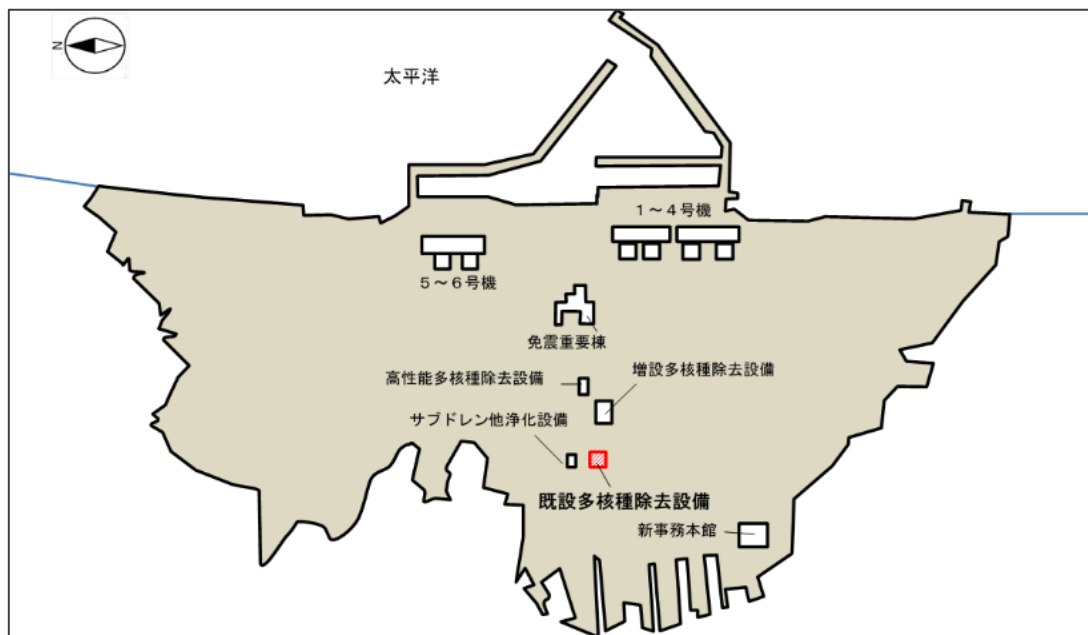 N
太平洋
1～4号機
5～6号機
免震重要棟
高性能多核種除去設備
増設多核種除去設備
サブドレン他浄化設備
既設多核種除去設備
新事務本館